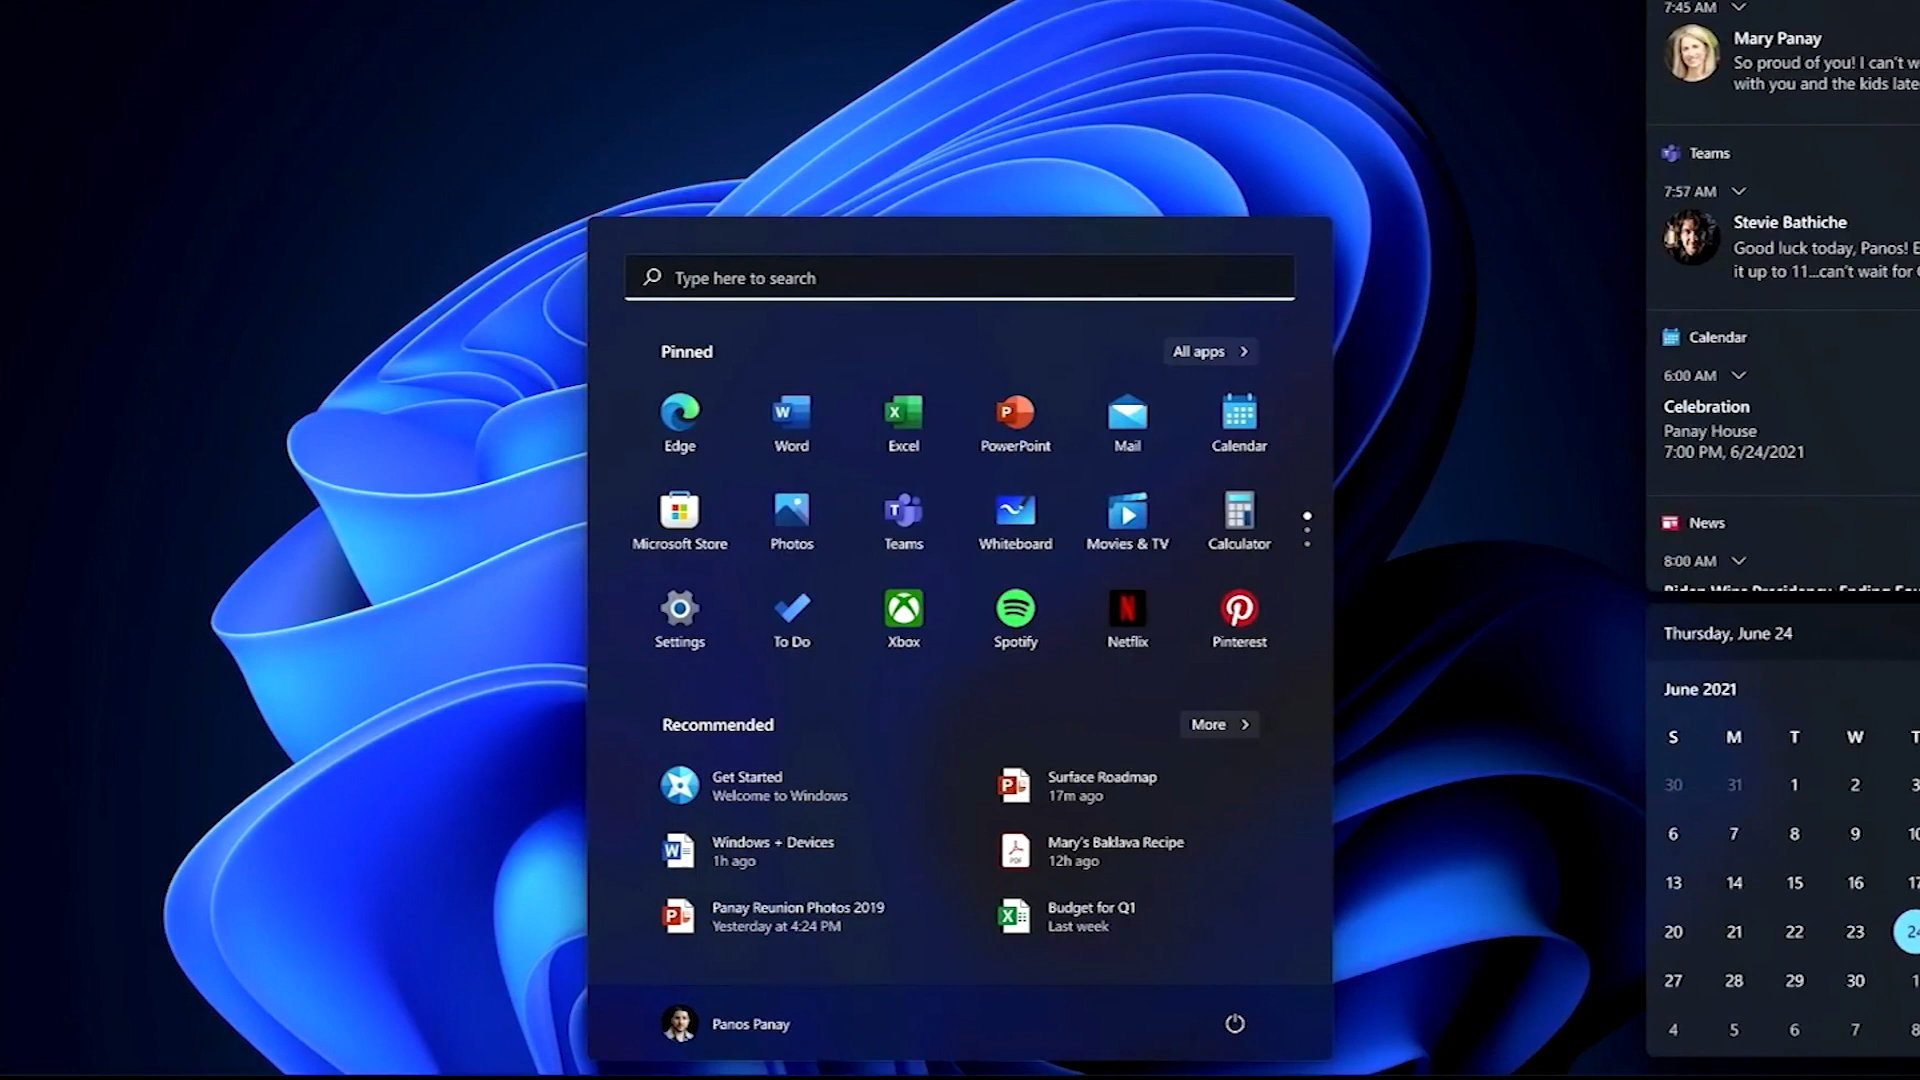 Type here to search
Pinned
All apps
Edge
Word
Excel
PowerPoint
Mail
Calendar
Microsoft Store
Photos
Teams
Whiteboard
Movies & TV
Calculator
Settings
To Do
Xbox
Spotify
Netflix
Pinterest
Recommended
More
Get Started
Welcome to Windows
Surface Roadmap
17m ago
Windows + Devices
1h ago
Mary's Baklava Recipe
12h ago
Panay Reunion Photos 2019
Yesterday at 4:24 PM
Budget for Q1
Last week
Panos Panay
7:45 AM
Mary Panay
So proud of you! I can't
with you and the kids
Teams
7:57 AM
Stevie Bathiche
Good luck today, Panos!
it up to 11...can't wait for
Calendar
6:00 AM
Celebration
Panay House
7:00 PM, 6/24/2021
News
8:00 AM
Thursday, June 24
June 2021
S M T W T
30 31 1 2 3
6 7 8 9 10
13 14 15 16 17
20 21 22 23 24
27 28 29 30 1
4 5 6 7 8